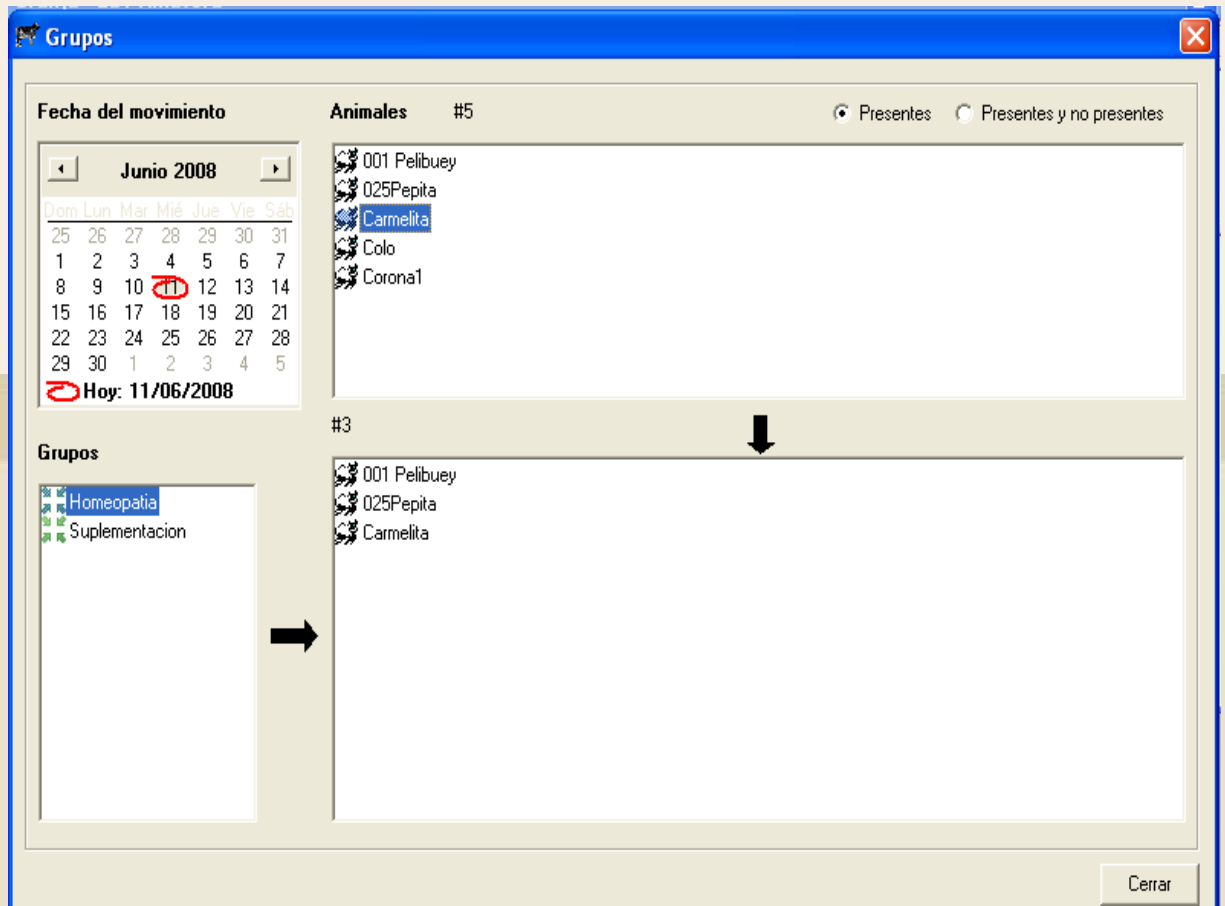 Grupos
Fecha del movimiento
Junio 2008
Dom Lun Mar Mié Jue Vie Sáb
25 26 27 28 29 30 31
1 2 3 4 5 6 7
8 9 10 11 12 13 14
15 16 17 18 19 20 21
22 23 24 25 26 27 28
29 30 1 2 3 4 5
Hoy: 11/06/2008
Animales #5
Presentes Presentes y no presentes
001 Pelibuey
025Pepita
Carmelita
Colo
Corona1
Grupos
Homeopatia
Suplementacion
#3
001 Pelibuey
025Pepita
Carmelita
Cerrar